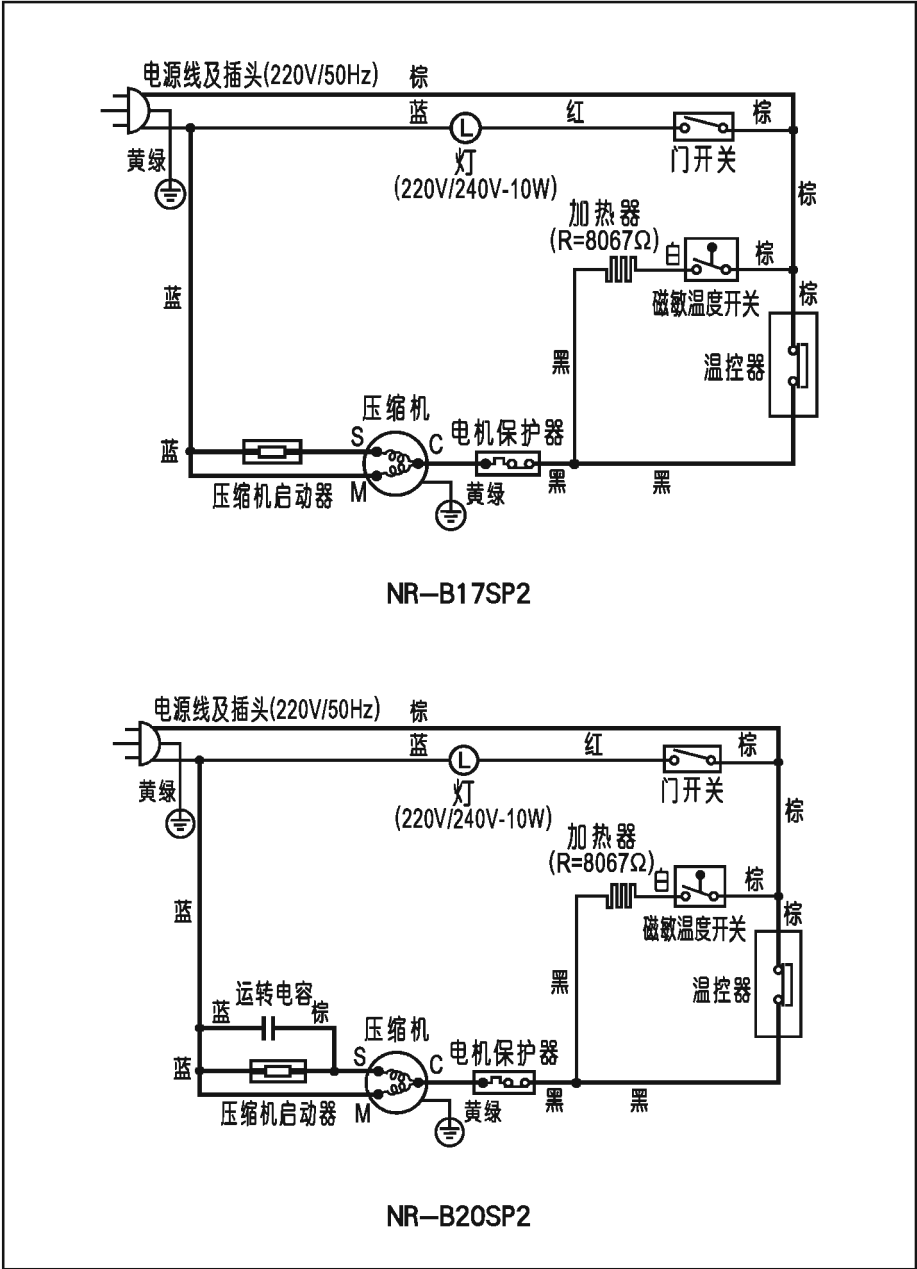 电源线及插头(220V/50Hz) 棕
蓝 L 红 棕
黄绿 灯 门开关
(220V/240V-10W)
棕
加热器
(R=8067Ω) 白 棕
蓝 磁敏温度开关 棕
黑 温控器
压缩机
蓝 S C 电机保护器
压缩机启动器 M 黄绿 黑 黑
NR—B17SP2
电源线及插头(220V/50Hz) 棕
蓝 L 红 棕
黄绿 灯 门开关
(220V/240V-10W)
棕
加热器
(R=8067Ω) 白 棕
蓝 磁敏温度开关 棕
黑 温控器
运转电容
蓝 棕 压缩机
蓝 S C 电机保护器
压缩机启动器 M 黄绿 黑 黑
NR—B20SP2